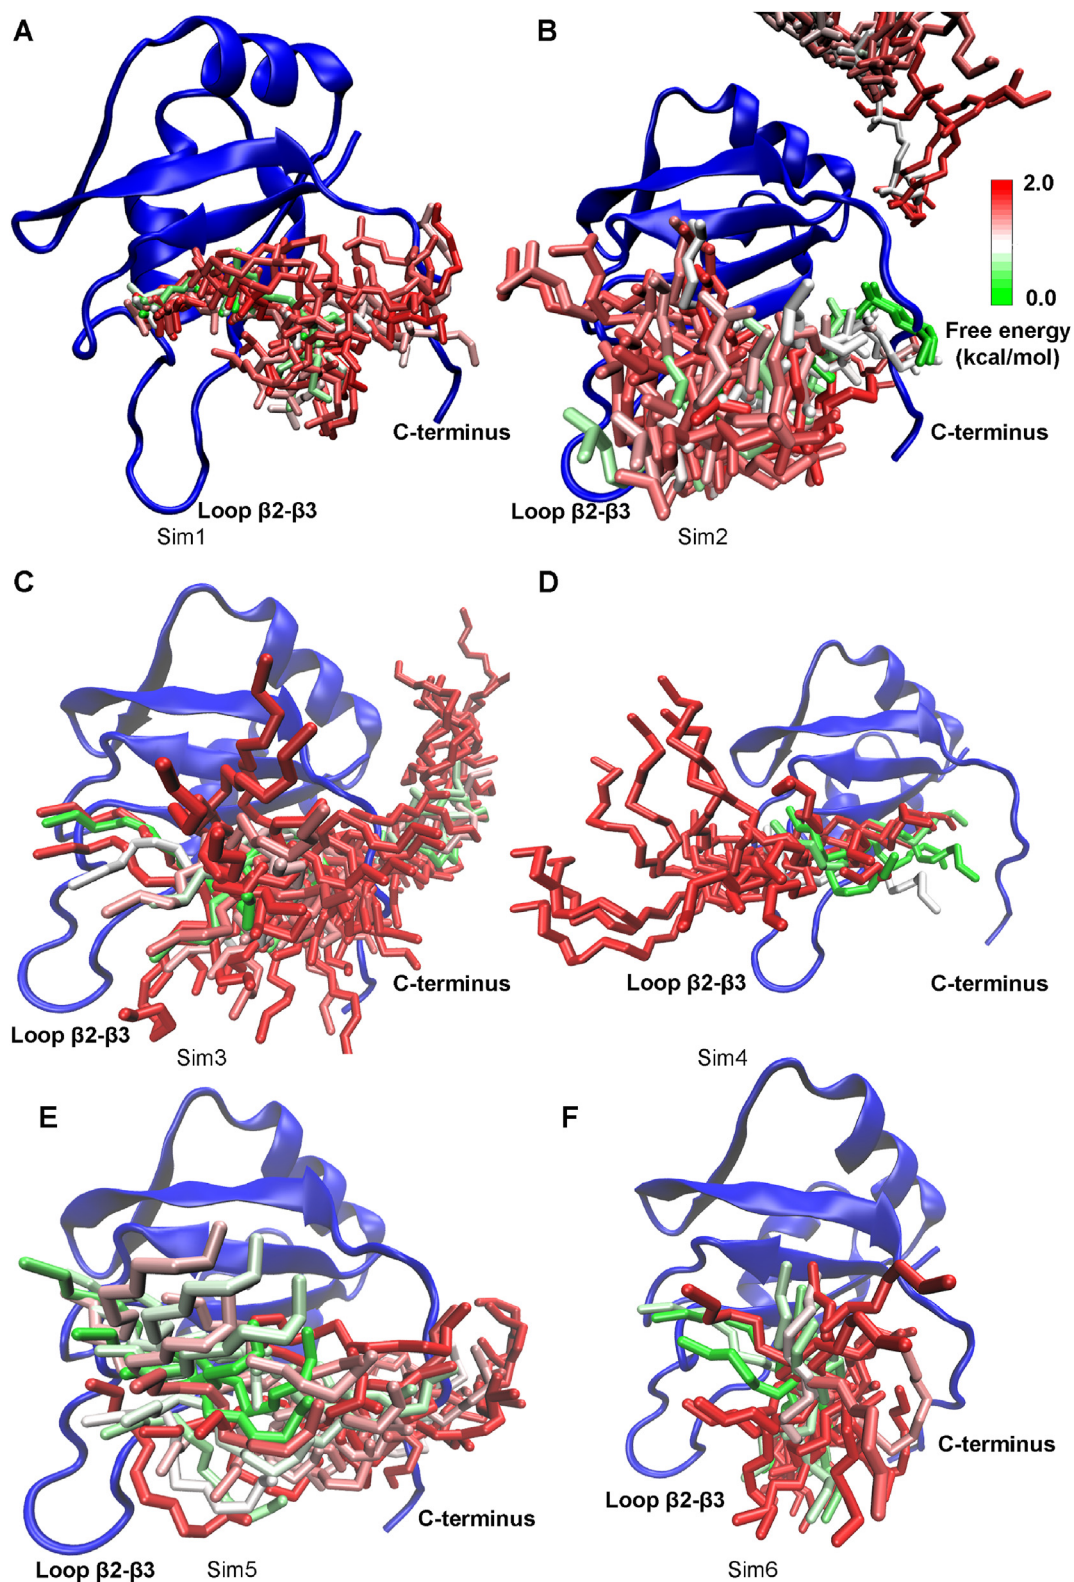 A
B
2.0
0.0
Free energy
(kcal/mol)
C-terminus
C-terminus
Loop β2-β3
Loop β2-β3
Sim1
Sim2
C
D
C-terminus
Loop β2-β3
C-terminus
Loop β2-β3
Sim3
Sim4
E
F
C-terminus
Loop β2-β3
C-terminus
Loop β2-β3
Sim5
Sim6